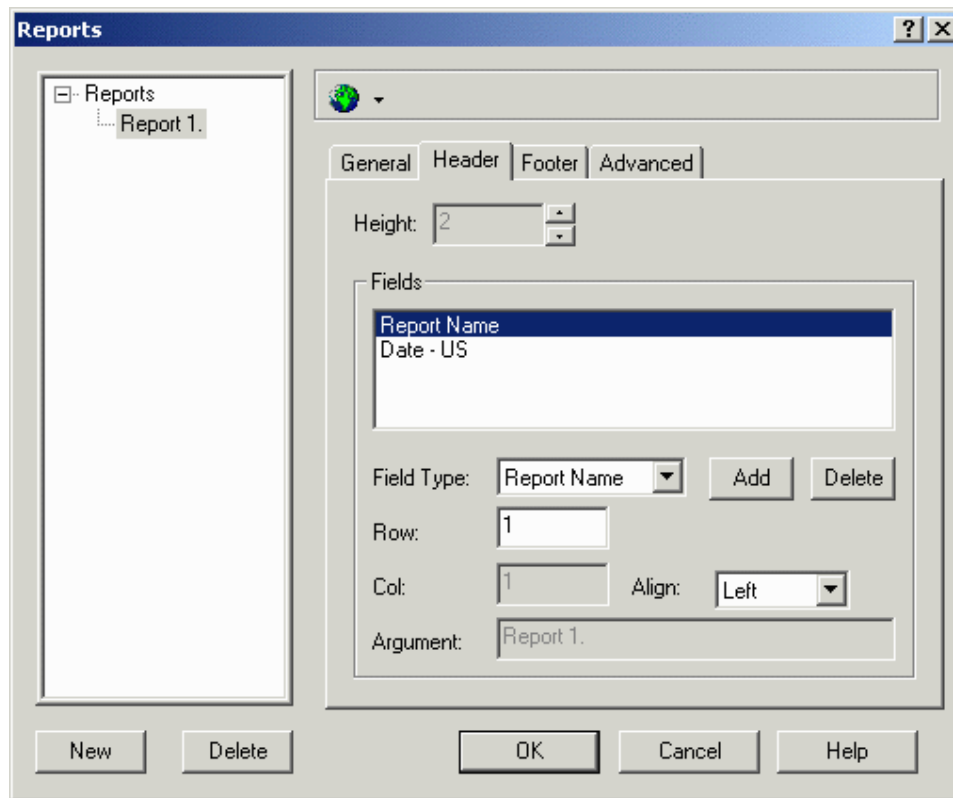 Reports
Reports
Report 1.
General Header Footer Advanced
Height: 2
Fields
Report Name
Date - US
Field Type: Report Name Add Delete
Row: 1
Col: 1 Align: Left
Argument: Report 1.
New Delete OK Cancel Help